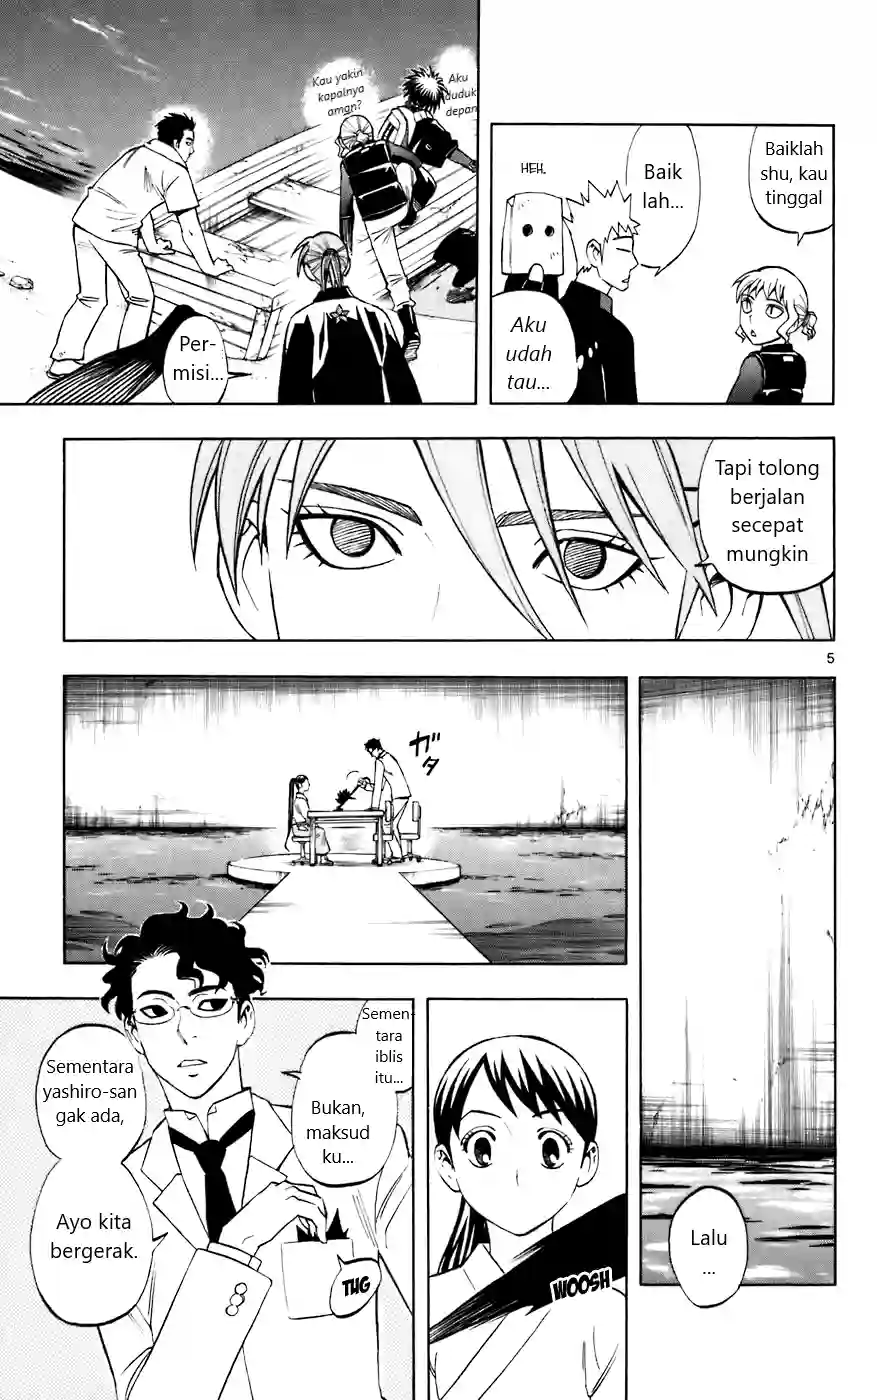 Baiklah
shu, kau
tinggal
Baik
lah...
HEH.
Aku
udah
tau...
Aku
duduk
depan
Kau yakin
kapalnya
aman?
Per-
misi...
Tapi tolong
berjalan
secepat
mungkin
5
Lalu
...
ガタ
WOOSH
Semen-
tara
iblis
itu...
Bukan,
maksud
ku...
Sementara
yashiro-san
gak ada,
Ayo kita
bergerak.
TUG